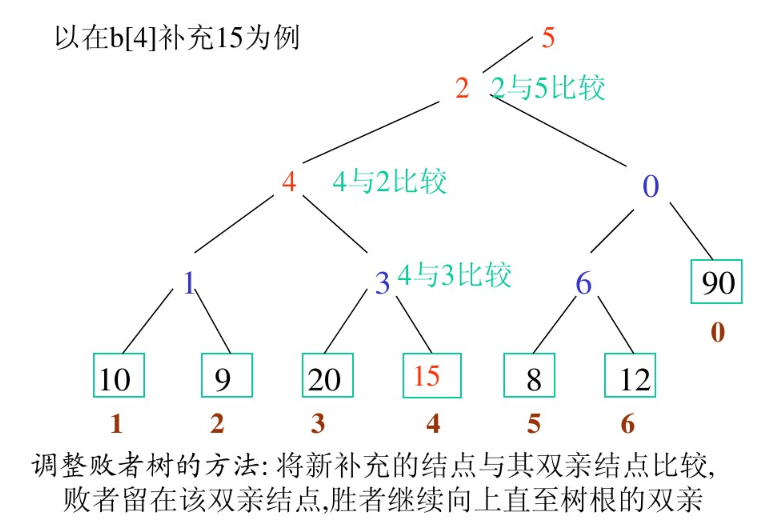 以在b[4]补充15为例
5
2 2与5比较
4 4与2比较
0
1
3 4与3比较
6
90
0
10 9 20 15 8 12
1 2 3 4 5 6
调整败者树的方法: 将新补充的结点与其双亲结点比较,
败者留在该双亲结点,胜者继续向上直至树根的双亲